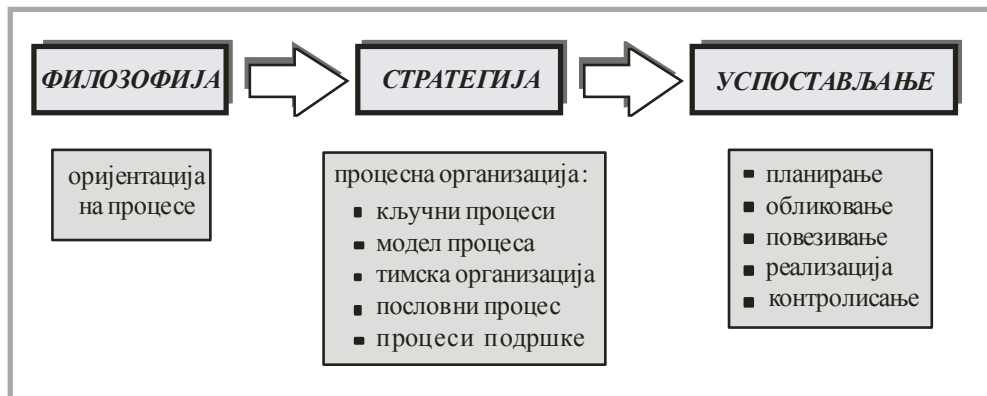 ФИЛОЗОФИЈА
СТРАТЕГИЈА
УСПОСТАВЉАЊЕ
оријентација
на процесе
процесна организација:
▪ кључни процеси
▪ модел процеса
▪ тимска организација
▪ пословни процес
▪ процеси подршке
▪ планирање
▪ обликовање
▪ повезивање
▪ реализација
▪ контролисање